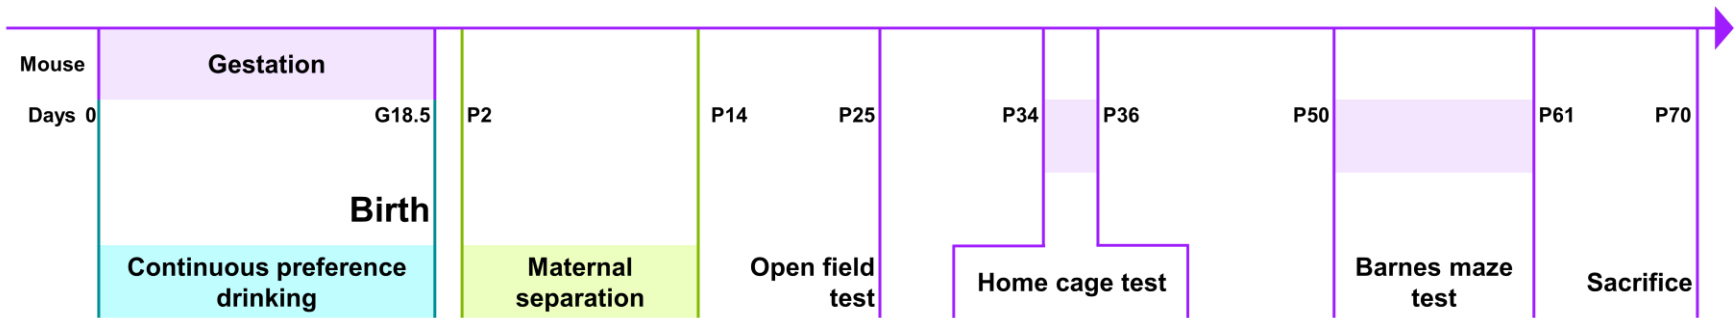 Mouse
Gestation
Days 0
G18.5
P2
P14
P25
P34
P36
P50
P61
P70
Birth
Continuous preference
drinking
Maternal
separation
Open field
test
Home cage test
Barnes maze
test
Sacrifice